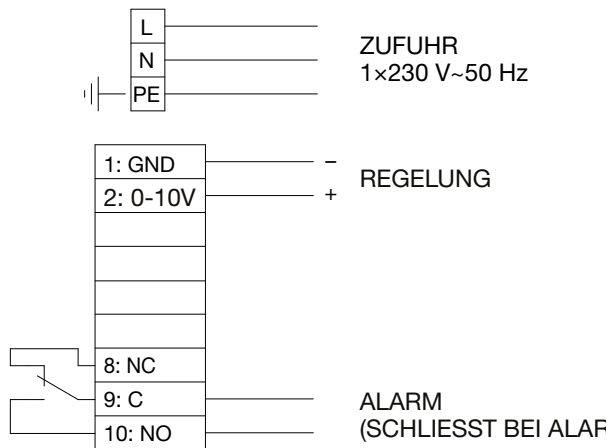 L
N
PE
ZUFUHR
1×230 V~50 Hz
1: GND
–
2: 0-10V
+
REGELUNG
8: NC
9: C
10: NO
ALARM
(SCHLIESST BEI